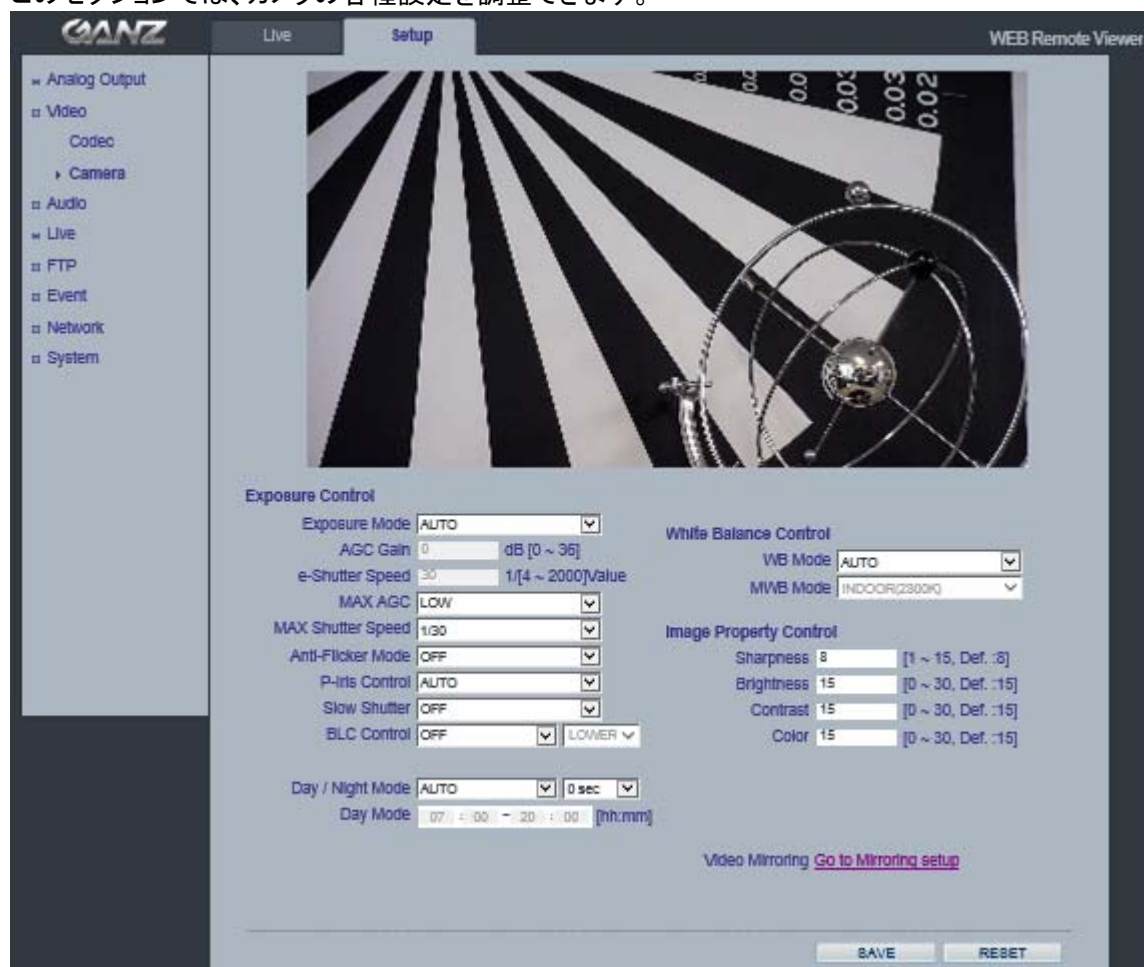 このセクションでは、カメラの各種設定を調整できます。
GANZ
Live
Setup
WEB Remote Viewer
Analog Output
Video
Codec
Camera
Audio
Live
FTP
Event
Network
System
0.03
0.03
0.02
Exposure Control
Exposure Mode AUTO
AGC Gain 0 dB [0 ~ 36]
e-Shutter Speed 30 1/[4 ~ 2000]Value
MAX AGC LOW
MAX Shutter Speed 1/30
Anti-Flicker Mode OFF
P-Iris Control AUTO
Slow Shutter OFF
BLC Control OFF LOWER
Day / Night Mode AUTO 0 sec
Day Mode 07 : 00 - 20 : 00 [hh:mm]
White Balance Control
WB Mode AUTO
MWB Mode INDOOR(2800K)
Image Property Control
Sharpness 8 [1 ~ 15, Def. :8]
Brightness 15 [0 ~ 30, Def. :15]
Contrast 15 [0 ~ 30, Def. :15]
Color 15 [0 ~ 30, Def. :15]
Video Mirroring Go to Mirroring setup
SAVE
RESET